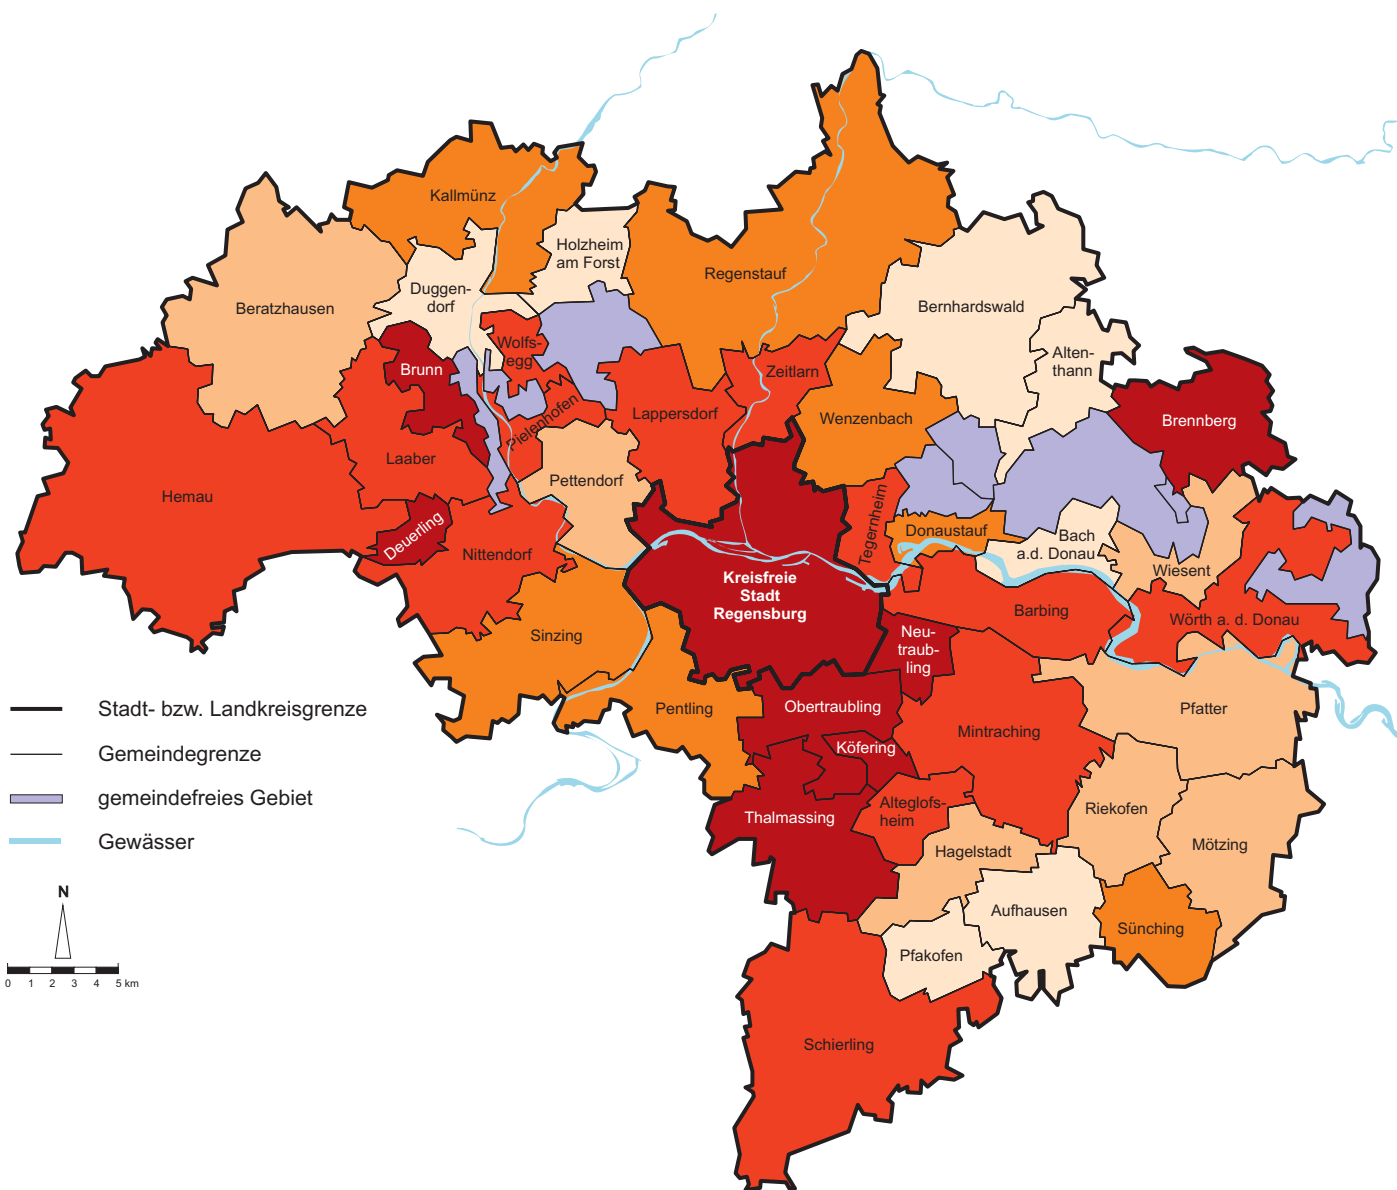 Kallmünz
Holzheim
am Forst
Regenstauf
Duggen-
dorf
Beratzhausen
Bernhardswald
Wolfs-
egg
Alten-
thann
Brunn
Zeitlarn
Pielenhofen
Lappersdorf
Wenzenbach
Brennberg
Laaber
Pettendorf
Hemau
Deuerling
Nittendorf
Tegernheim
Donaustauf
Bach
a.d. Donau
Wiesent
Kreisfreie
Stadt
Regensburg
Barbing
Wörth a. d. Donau
Sinzing
Neu-
traub-
ling
Pentling
Obertraubling
Pfatter
Mintraching
Köfering
Thalmassing
Alteglofs-
heim
Riekofen
Hagelstadt
Mötzing
Aufhausen
Sünching
Pfakofen
Schierling
Stadt- bzw. Landkreisgrenze
Gemeindegrenze
gemeindefreies Gebiet
Gewässer
N
0 1 2 3 4 5 km